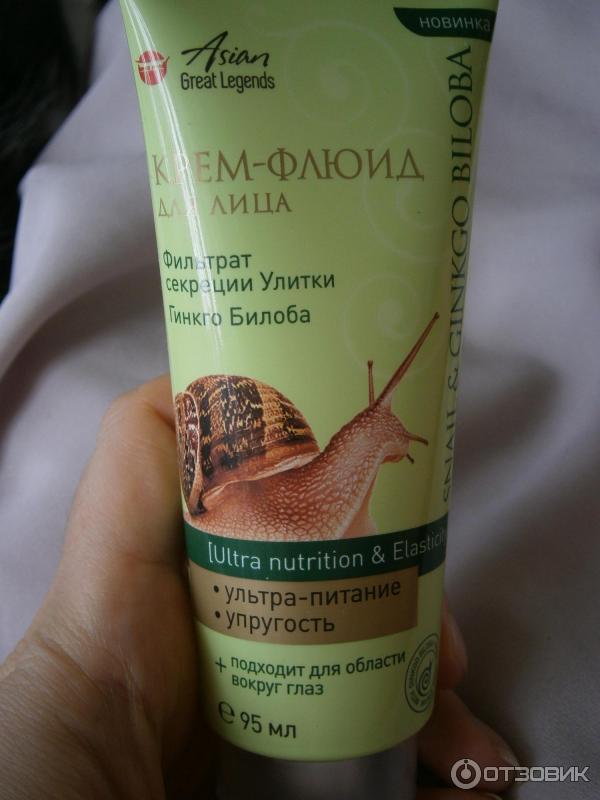 новинка
Asian
Great Legends
КРЕМ-ФЛЮИД
ДЛЯ ЛИЦА
Фильтрат
секреции Улитки
Гинкго Билоба
SNAIL & GINKGO BILOBA
[Ultra nutrition & Elasticity
• ультра-питание
• упругость
+ подходит для области
вокруг глаз
℮ 95 мл
ОТЗОВИК